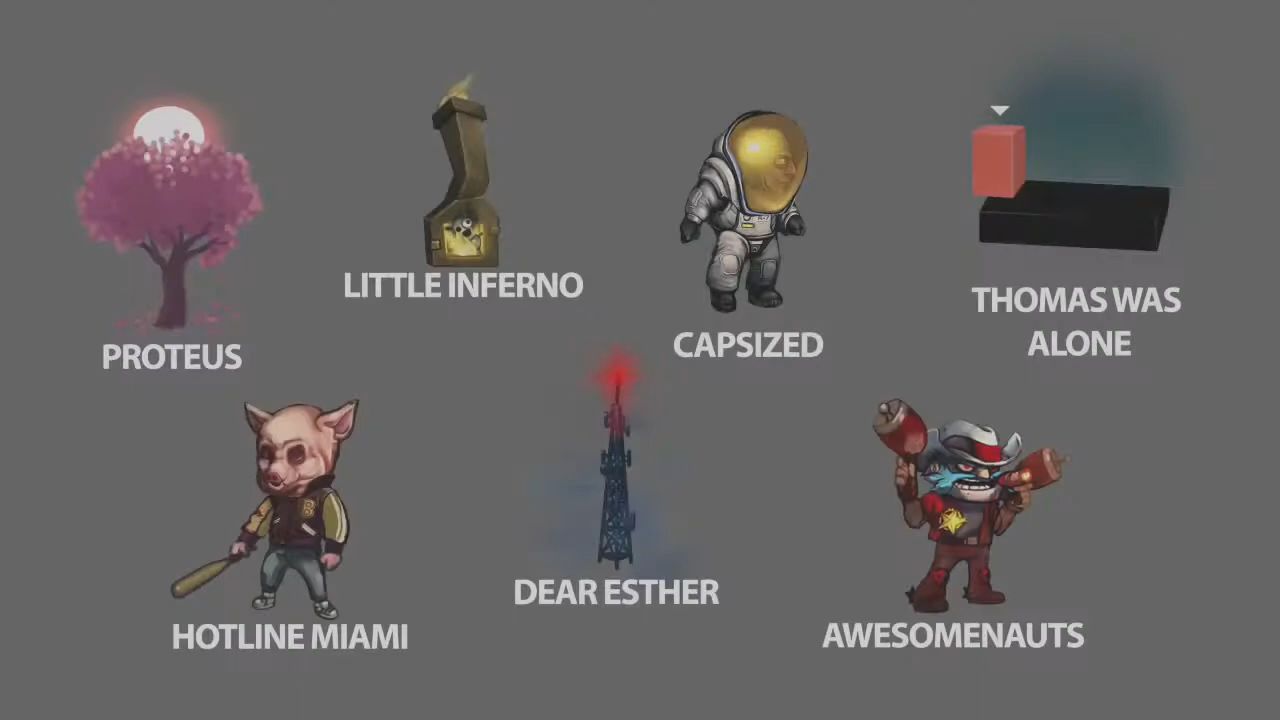 PROTEUS
LITTLE INFERNO
CAPSIZED
THOMAS WAS
ALONE
HOTLINE MIAMI
DEAR ESTHER
AWESOMENAUTS